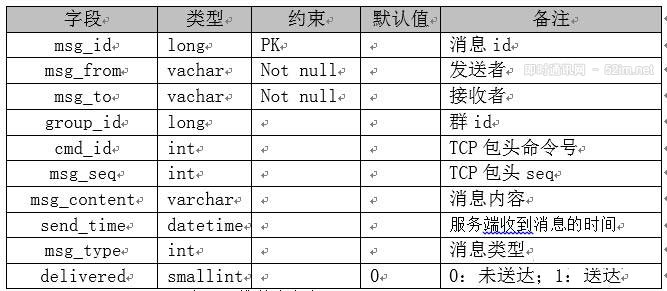 字段 类型 约束 默认值 备注
msg_id long PK 消息 id
msg_from vachar Not null 发送者
即时通讯网 - 52im.net
msg_to vachar Not null 接收者
group_id long 群 id
cmd_id int TCP 包头命令号
msg_seq int TCP 包头 seq
msg_content varchar 消息内容
send_time datetime 服务端收到消息的时间
msg_type int 消息类型
delivered smallint 0 0: 未送达; 1: 送达